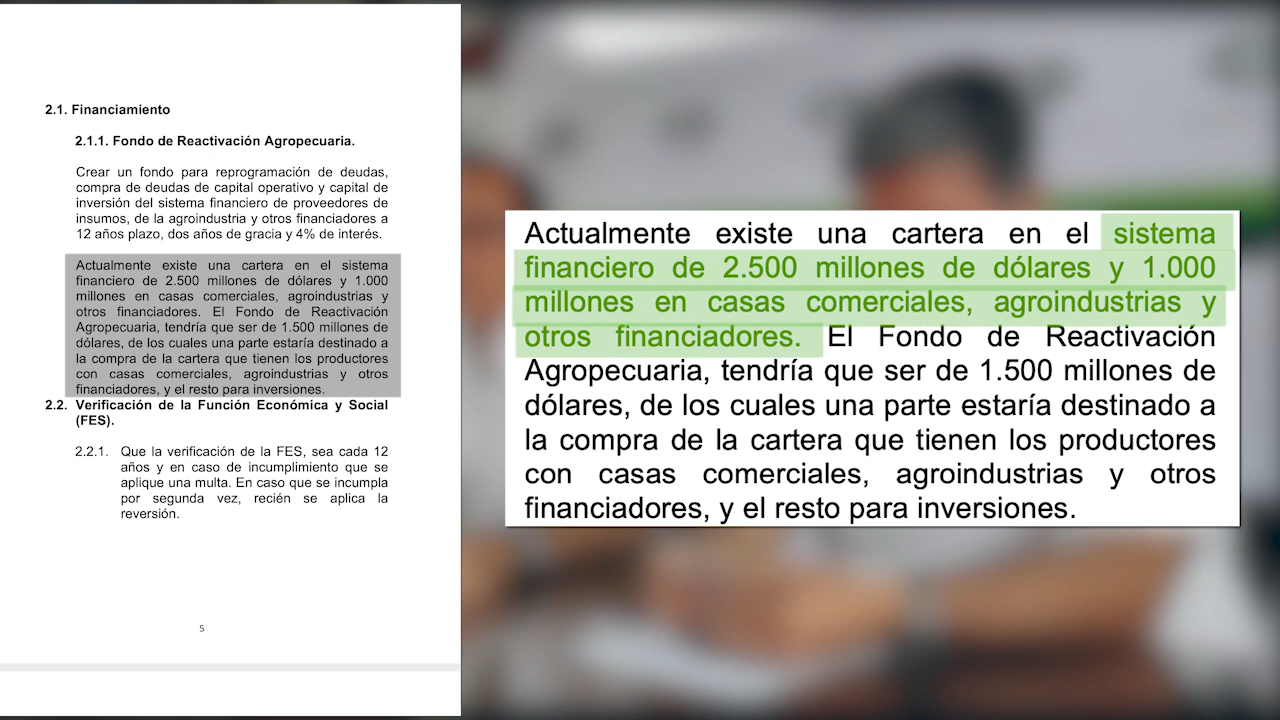 2.1. Financiamiento
2.1.1. Fondo de Reactivación Agropecuaria.
Crear un fondo para reprogramación de deudas,
compra de deudas de capital operativo y capital de
inversión del sistema financiero de proveedores de
insumos, de la agroindustria y otros financiadores a
12 años plazo, dos años de gracia y 4% de interés.
Actualmente existe una cartera en el sistema
financiero de 2.500 millones de dólares y 1.000
millones en casas comerciales, agroindustrias y
otros financiadores. El Fondo de Reactivación
Agropecuaria, tendría que ser de 1.500 millones de
dólares, de los cuales una parte estaría destinado a
la compra de la cartera que tienen los productores
con casas comerciales, agroindustrias y otros
financiadores, y el resto para inversiones.
2.2. Verificación de la Función Económica y Social
(FES).
2.2.1. Que la verificación de la FES, sea cada 12
años y en caso de incumplimiento que se
aplique una multa. En caso que se incumpla
por segunda vez, recién se aplica la
reversión.
5
Actualmente existe una cartera en el sistema
financiero de 2.500 millones de dólares y 1.000
millones en casas comerciales, agroindustrias y
otros financiadores. El Fondo de Reactivación
Agropecuaria, tendría que ser de 1.500 millones de
dólares, de los cuales una parte estaría destinado a
la compra de la cartera que tienen los productores
con casas comerciales, agroindustrias y otros
financiadores, y el resto para inversiones.